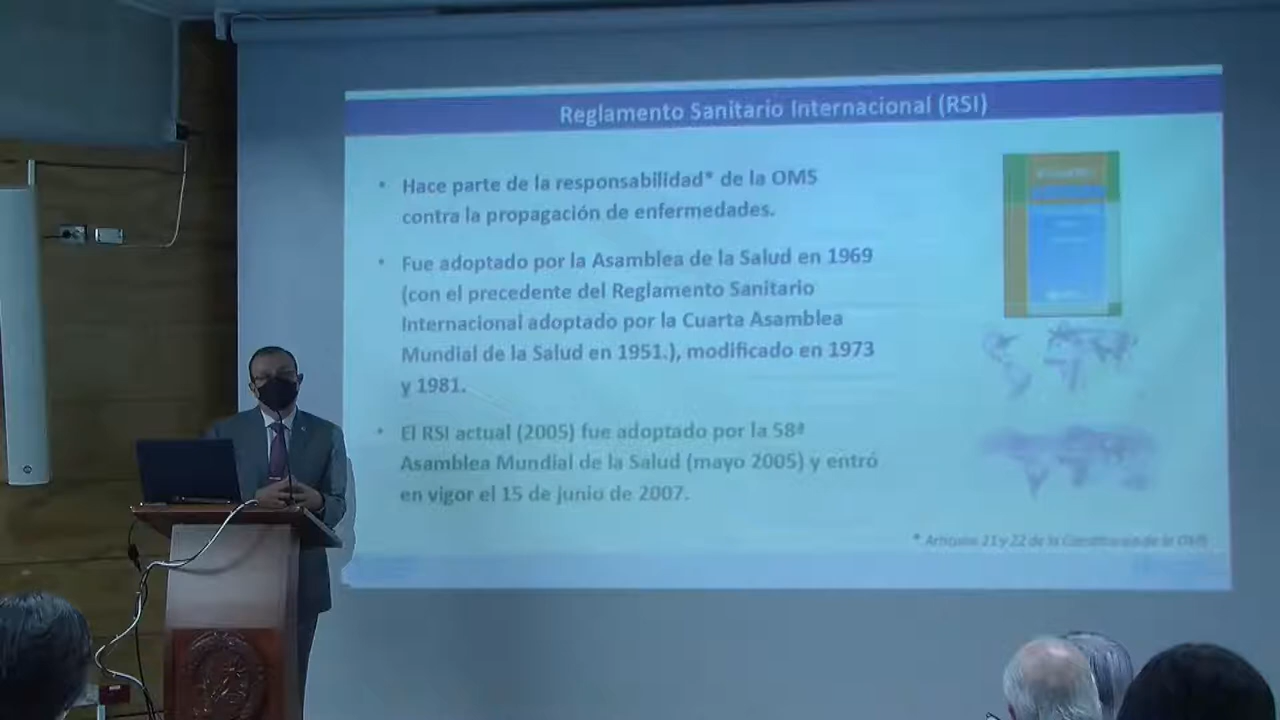 Reglamento Sanitario Internacional (RSI)
• Hace parte de la responsabilidad* de la OMS
contra la propagación de enfermedades.
• Fue adoptado por la Asamblea de la Salud en 1969
(con el precedente del Reglamento Sanitario
Internacional adoptado por la Cuarta Asamblea
Mundial de la Salud en 1951.), modificado en 1973
y 1981.
• El RSI actual (2005) fue adoptado por la 58ª
Asamblea Mundial de la Salud (mayo 2005) y entró
en vigor el 15 de junio de 2007.
* Artículos 21 y 22 de la Constitución de la OMS